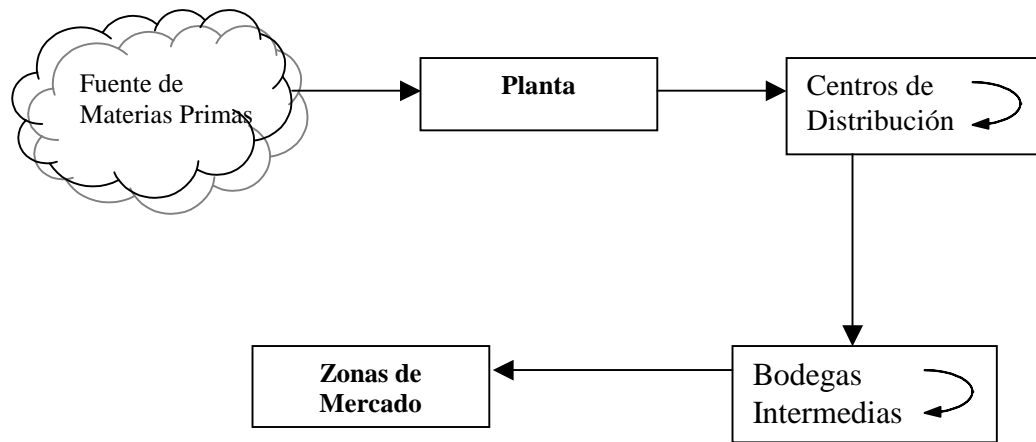 Fuente de
Materias Primas
Planta
Centros de
Distribución
Bodegas
Intermedias
Zonas de
Mercado